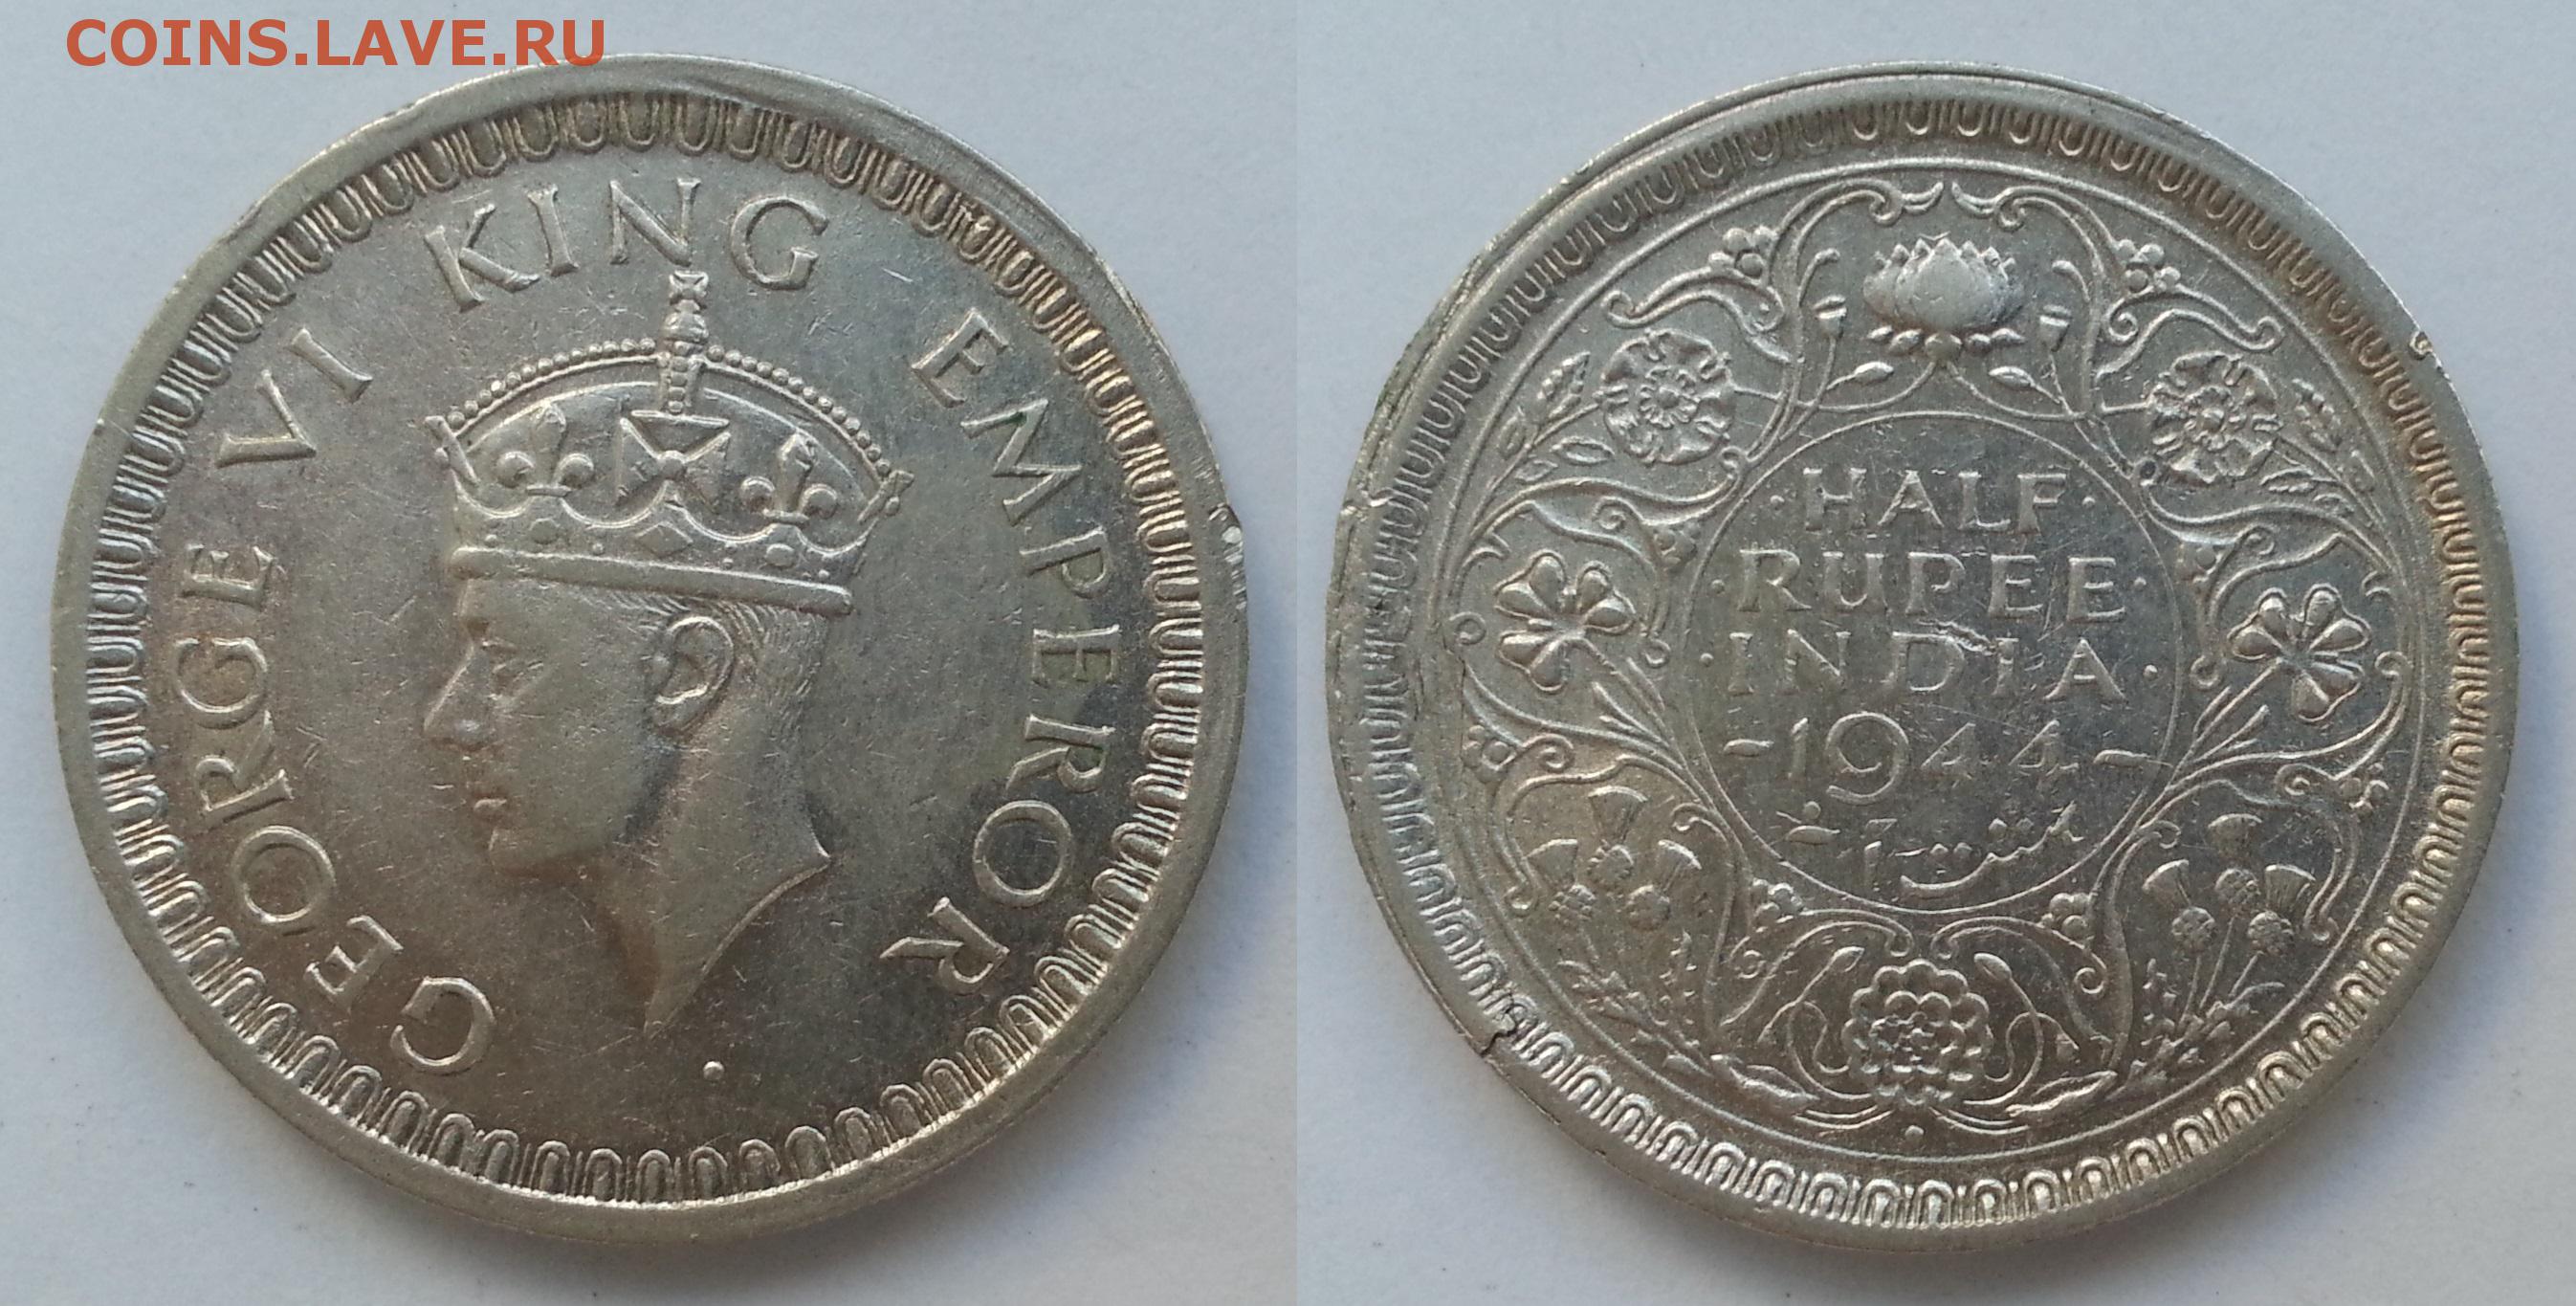 COINS.LAVE.RU
GEORGE VI KING EMPEROR
· HALF ·
· RUPEE ·
· INDIA ·
-1944-